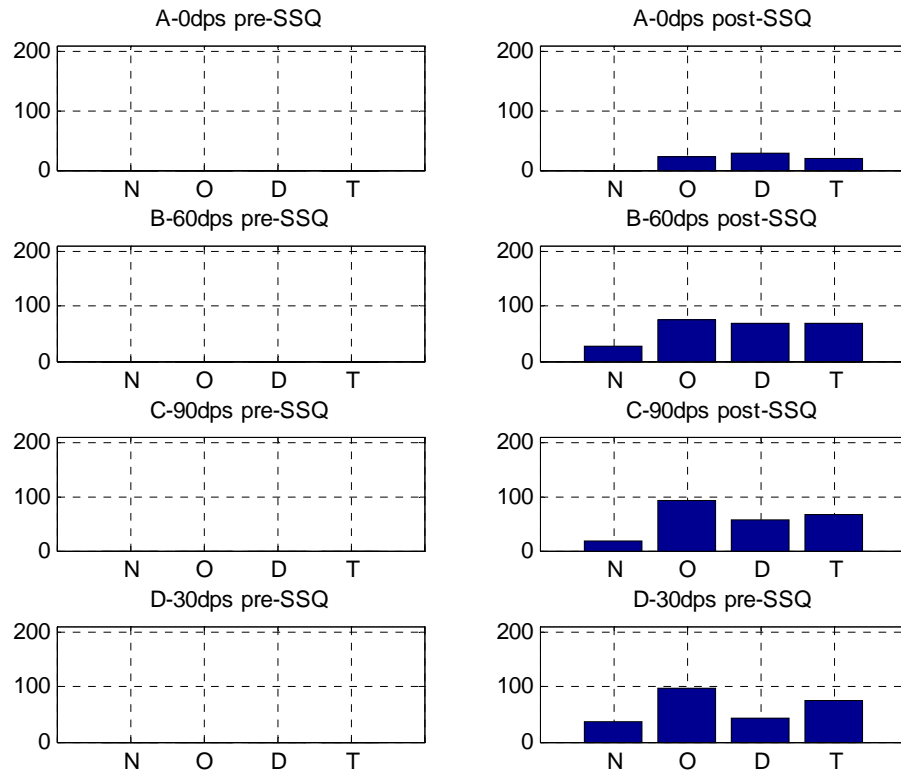 A-0dps pre-SSQ
A-0dps post-SSQ
200
100
0
N O D T
200
100
0
N O D T
B-60dps pre-SSQ
B-60dps post-SSQ
200
100
0
N O D T
200
100
0
N O D T
C-90dps pre-SSQ
C-90dps post-SSQ
200
100
0
N O D T
200
100
0
N O D T
D-30dps pre-SSQ
D-30dps pre-SSQ
200
100
0
N O D T
200
100
0
N O D T